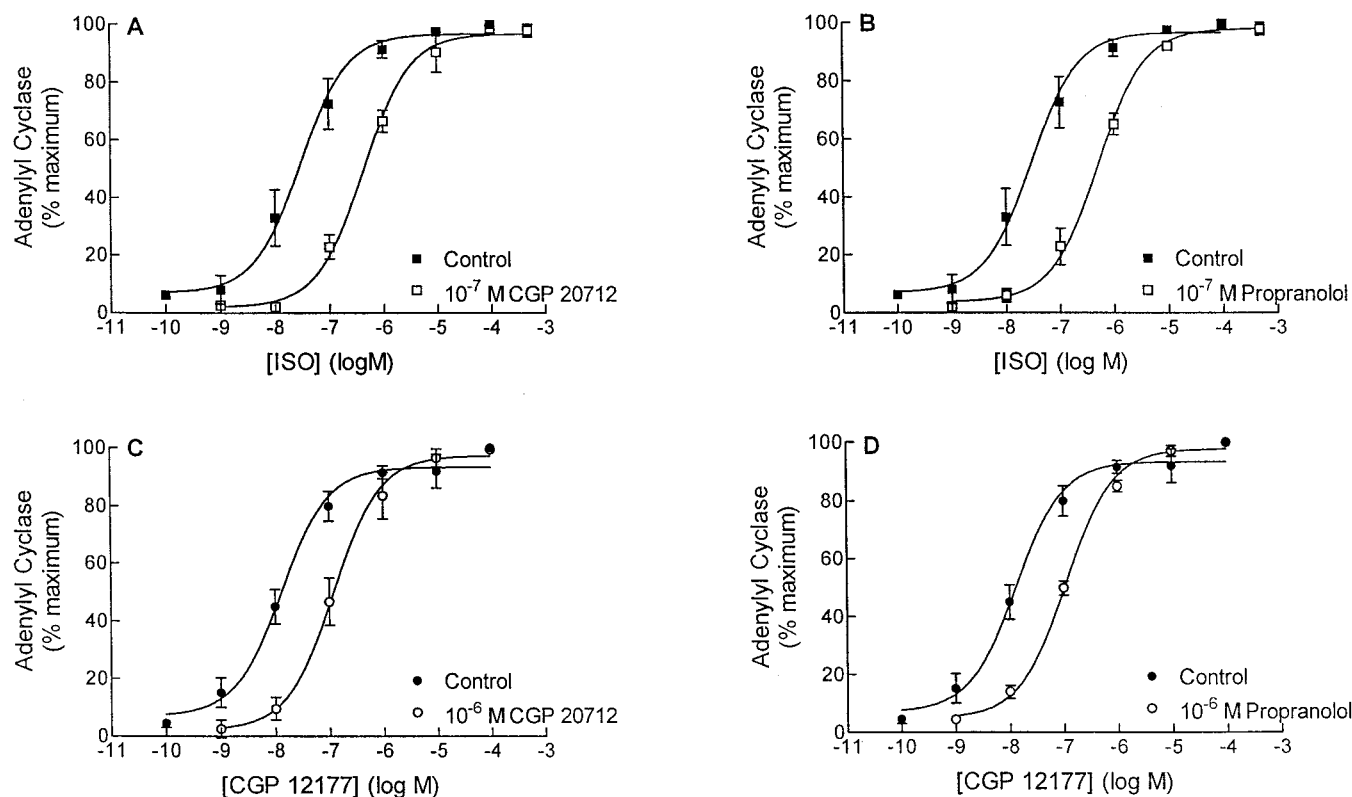 A
Adenylyl Cyclase
(% maximum)
100
80
60
40
20
0
■ Control
□ 10⁻⁷ M CGP 20712
-11 -10 -9 -8 -7 -6 -5 -4 -3
[ISO] (logM)
B
Adenylyl Cyclase
(% maximum)
100
80
60
40
20
0
■ Control
□ 10⁻⁷ M Propranolol
-11 -10 -9 -8 -7 -6 -5 -4 -3
[ISO] (log M)
C
Adenylyl Cyclase
(% maximum)
100
80
60
40
20
0
● Control
○ 10⁻⁶ M CGP 20712
-11 -10 -9 -8 -7 -6 -5 -4 -3
[CGP 12177] (log M)
D
Adenylyl Cyclase
(% maximum)
100
80
60
40
20
0
● Control
○ 10⁻⁶ M Propranolol
-11 -10 -9 -8 -7 -6 -5 -4 -3
[CGP 12177] (log M)